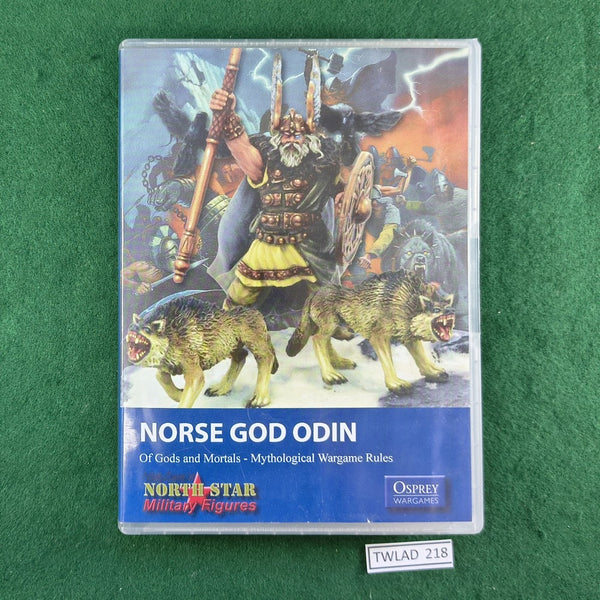 NORSE GOD ODIN
Of Gods and Mortals - Mythological Wargame Rules
NORTH STAR
Military Figures
OSPREY
WARGAMES
TWLAD 218